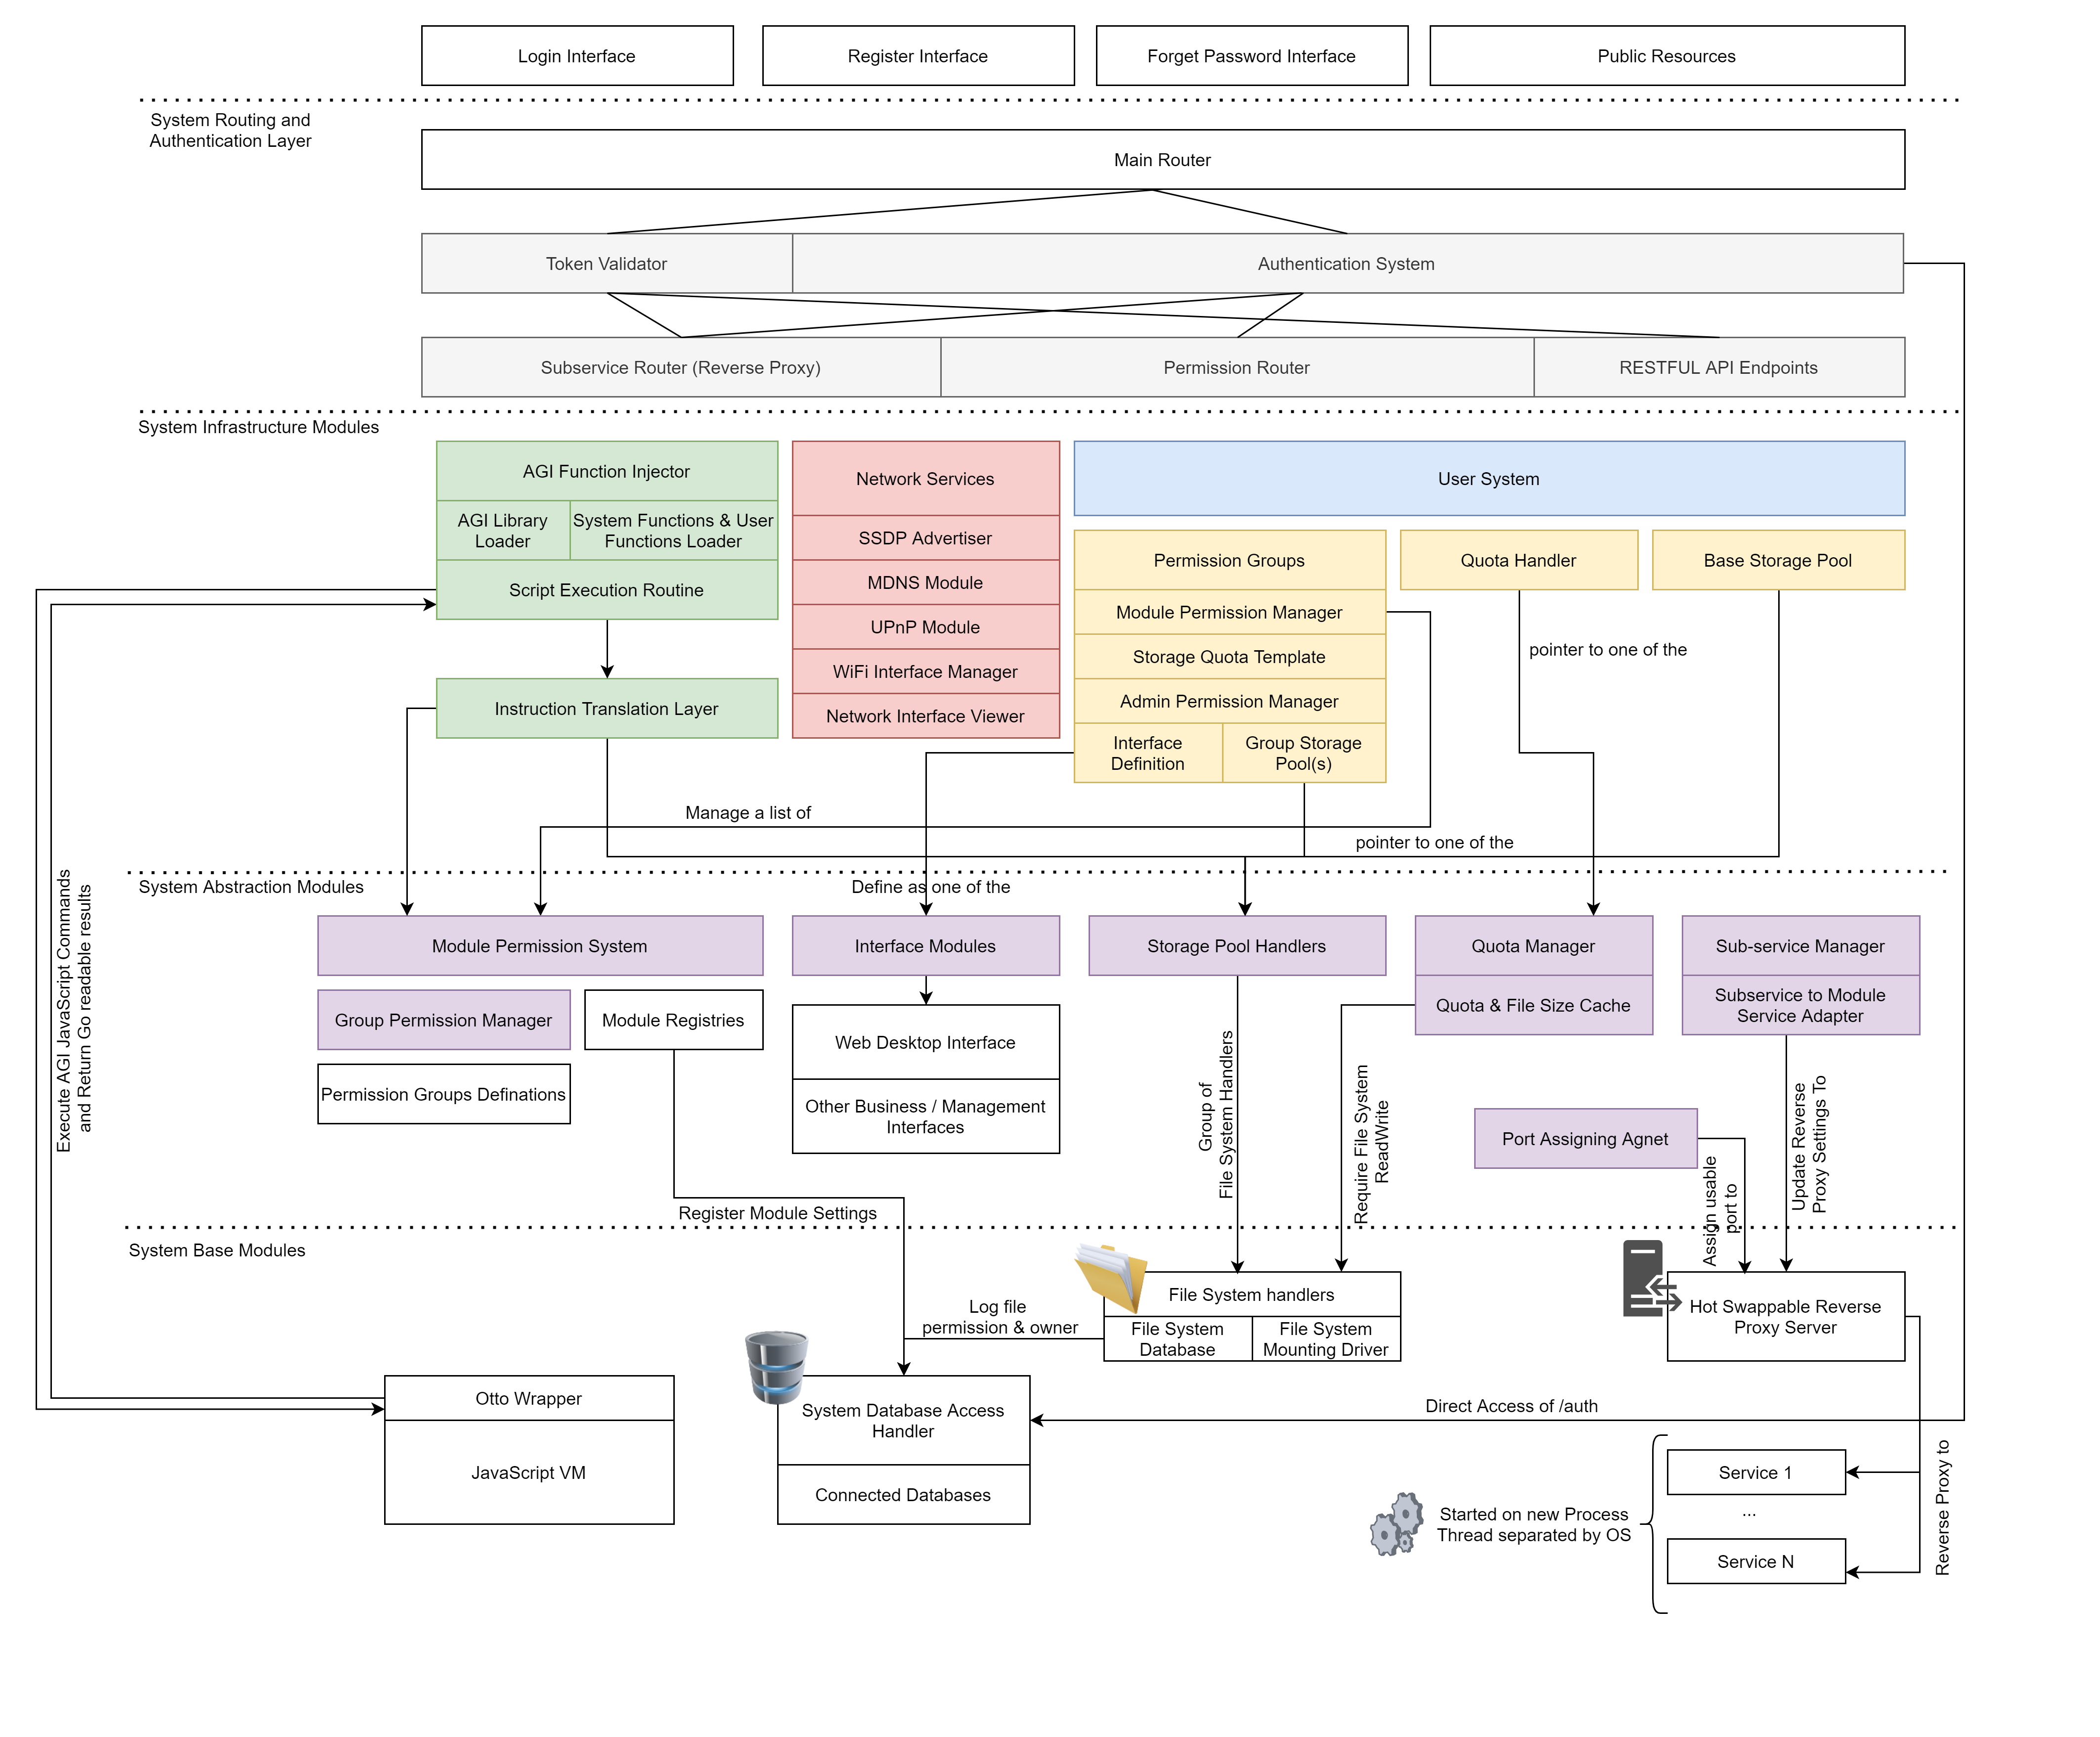 Login Interface
Register Interface
Forget Password Interface
Public Resources
System Routing and
Authentication Layer
Main Router
Token Validator
Authentication System
Subservice Router (Reverse Proxy)
Permission Router
RESTFUL API Endpoints
System Infrastructure Modules
AGI Function Injector
AGI Library
Loader
System Functions & User
Functions Loader
Script Execution Routine
Instruction Translation Layer
Network Services
SSDP Advertiser
MDNS Module
UPnP Module
WiFi Interface Manager
Network Interface Viewer
User System
Permission Groups
Module Permission Manager
Storage Quota Template
Admin Permission Manager
Interface
Definition
Group Storage
Pool(s)
Quota Handler
Base Storage Pool
pointer to one of the
Manage a list of
pointer to one of the
Execute AGI JavaScript Commands
and Return Go readable results
System Abstraction Modules
Define as one of the
Module Permission System
Group Permission Manager
Module Registries
Permission Groups Definations
Interface Modules
Web Desktop Interface
Other Business / Management
Interfaces
Storage Pool Handlers
Quota Manager
Quota & File Size Cache
Sub-service Manager
Subservice to Module
Service Adapter
Group of
File System Handlers
Require File System
ReadWrite
Port Assigning Agnet
Assign usable
port to
Update Reverse
Proxy Settings To
Register Module Settings
System Base Modules
File System handlers
File System
Database
File System
Mounting Driver
Log file
permission & owner
Hot Swappable Reverse
Proxy Server
Otto Wrapper
JavaScript VM
System Database Access
Handler
Connected Databases
Direct Access of /auth
Started on new Process
Thread separated by OS
Service 1
...
Service N
Reverse Proxy to